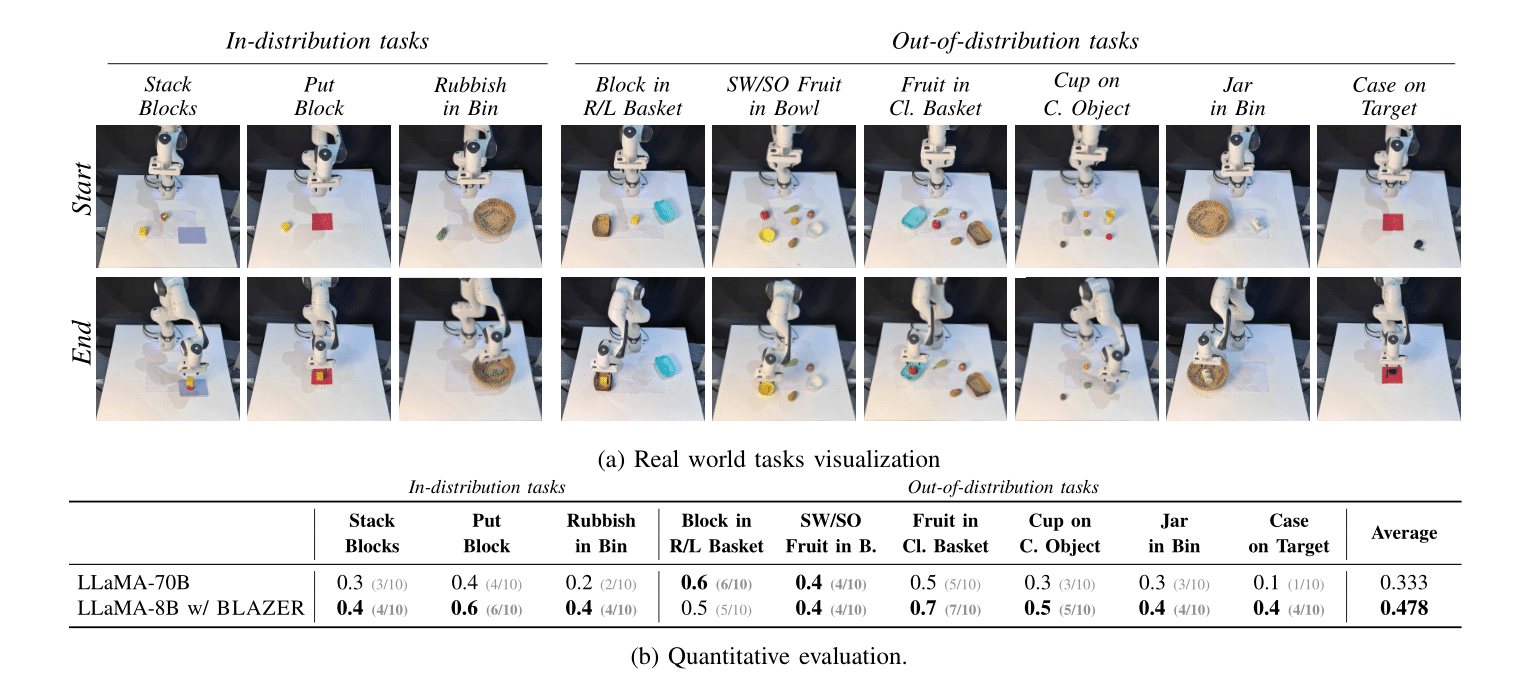 In-distribution tasks Out-of-distribution tasks
Stack Blocks Put Block Rubbish in Bin Block in R/L Basket SW/SO Fruit in Bowl Fruit in Cl. Basket Cup on C. Object Jar in Bin Case on Target
Start
End
(a) Real world tasks visualization
In-distribution tasks Out-of-distribution tasks
Stack Blocks Put Block Rubbish in Bin Block in R/L Basket SW/SO Fruit in B. Fruit in Cl. Basket Cup on C. Object Jar in Bin Case on Target Average
LLaMA-70B 0.3 (3/10) 0.4 (4/10) 0.2 (2/10) 0.6 (6/10) 0.4 (4/10) 0.5 (5/10) 0.3 (3/10) 0.3 (3/10) 0.1 (1/10) 0.333
LLaMA-8B w/ BLAZER 0.4 (4/10) 0.6 (6/10) 0.4 (4/10) 0.5 (5/10) 0.4 (4/10) 0.7 (7/10) 0.5 (5/10) 0.4 (4/10) 0.4 (4/10) 0.478
(b) Quantitative evaluation.